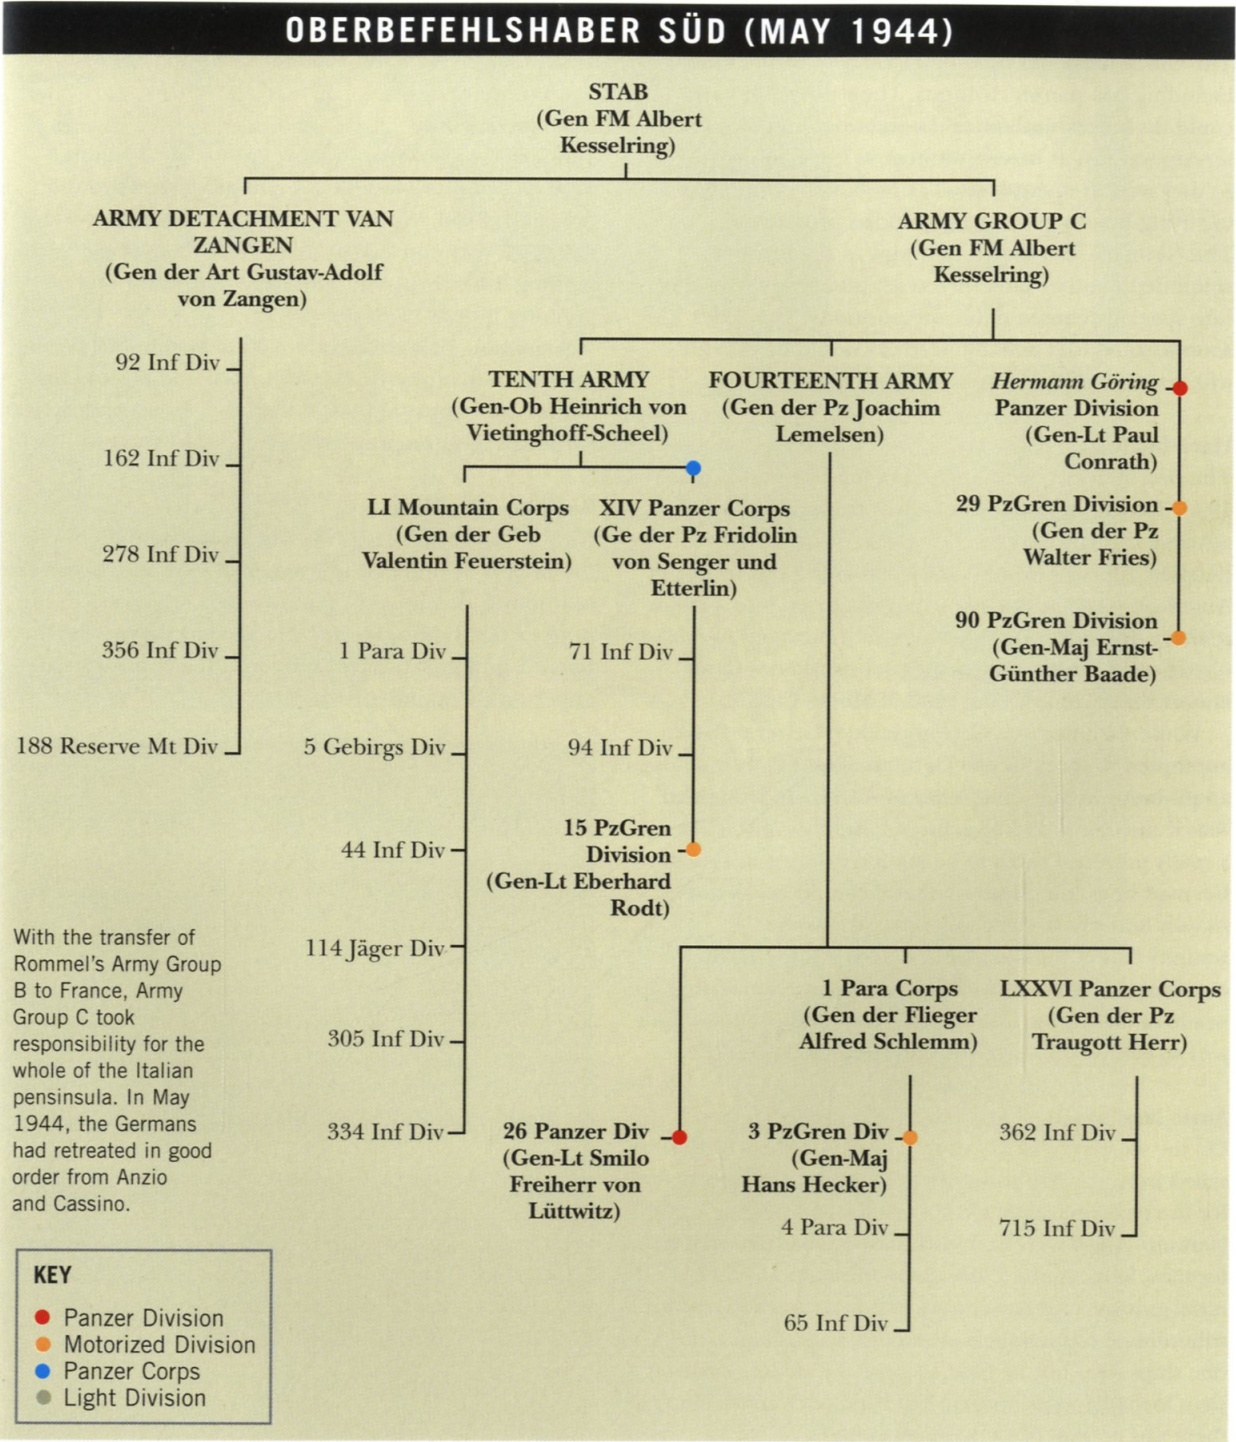 OBERBEFEHLSHABER SÜD (MAY 1944)
STAB
(Gen FM Albert
Kesselring)
ARMY DETACHMENT VAN
ZANGEN
(Gen der Art Gustav-Adolf
von Zangen)
92 Inf Div
162 Inf Div
278 Inf Div
356 Inf Div
188 Reserve Mt Div
ARMY GROUP C
(Gen FM Albert
Kesselring)
TENTH ARMY
(Gen-Ob Heinrich von
Vietinghoff-Scheel)
LI Mountain Corps
(Gen der Geb
Valentin Feuerstein)
1 Para Div
5 Gebirgs Div
44 Inf Div
114 Jäger Div
305 Inf Div
334 Inf Div
XIV Panzer Corps
(Ge der Pz Fridolin
von Senger und
Etterlin)
71 Inf Div
94 Inf Div
15 PzGren
Division
(Gen-Lt Eberhard
Rodt)
FOURTEENTH ARMY
(Gen der Pz Joachim
Lemelsen)
26 Panzer Div
(Gen-Lt Smilo
Freiherr von
Lüttwitz)
1 Para Corps
(Gen der Flieger
Alfred Schlemm)
3 PzGren Div
(Gen-Maj
Hans Hecker)
4 Para Div
65 Inf Div
LXXVI Panzer Corps
(Gen der Pz
Traugott Herr)
362 Inf Div
715 Inf Div
Hermann Göring
Panzer Division
(Gen-Lt Paul
Conrath)
29 PzGren Division
(Gen der Pz
Walter Fries)
90 PzGren Division
(Gen-Maj Ernst-
Günther Baade)
With the transfer of
Rommel's Army Group
B to France, Army
Group C took
responsibility for the
whole of the Italian
pensinsula. In May
1944, the Germans
had retreated in good
order from Anzio
and Cassino.
KEY
Panzer Division
Motorized Division
Panzer Corps
Light Division